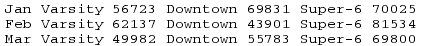 Jan Varsity 56723 Downtown 69831 Super-6 70025
Feb Varsity 62137 Downtown 43901 Super-6 81534
Mar Varsity 49982 Downtown 55783 Super-6 69800